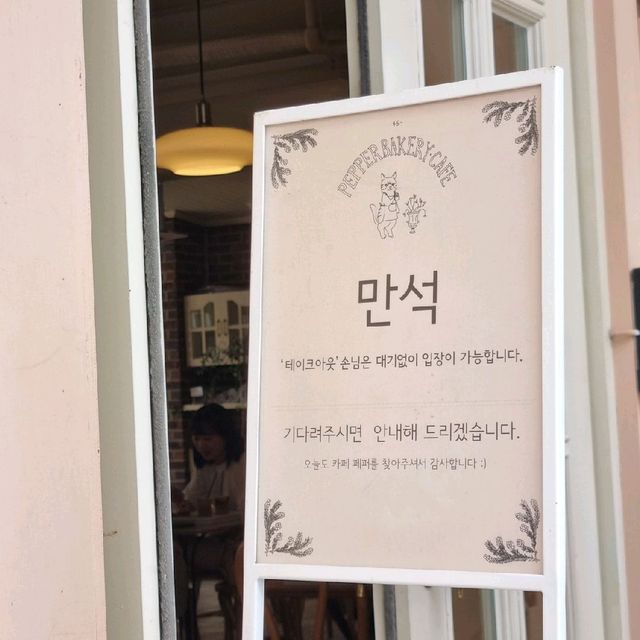 PEPPER.BAKERY.CAFE
만석
'테이크아웃' 손님은 대기없이 입장이 가능합니다.
기다려주시면 안내해 드리겠습니다.
오늘도 카페 페퍼를 찾아주셔서 감사합니다 :)